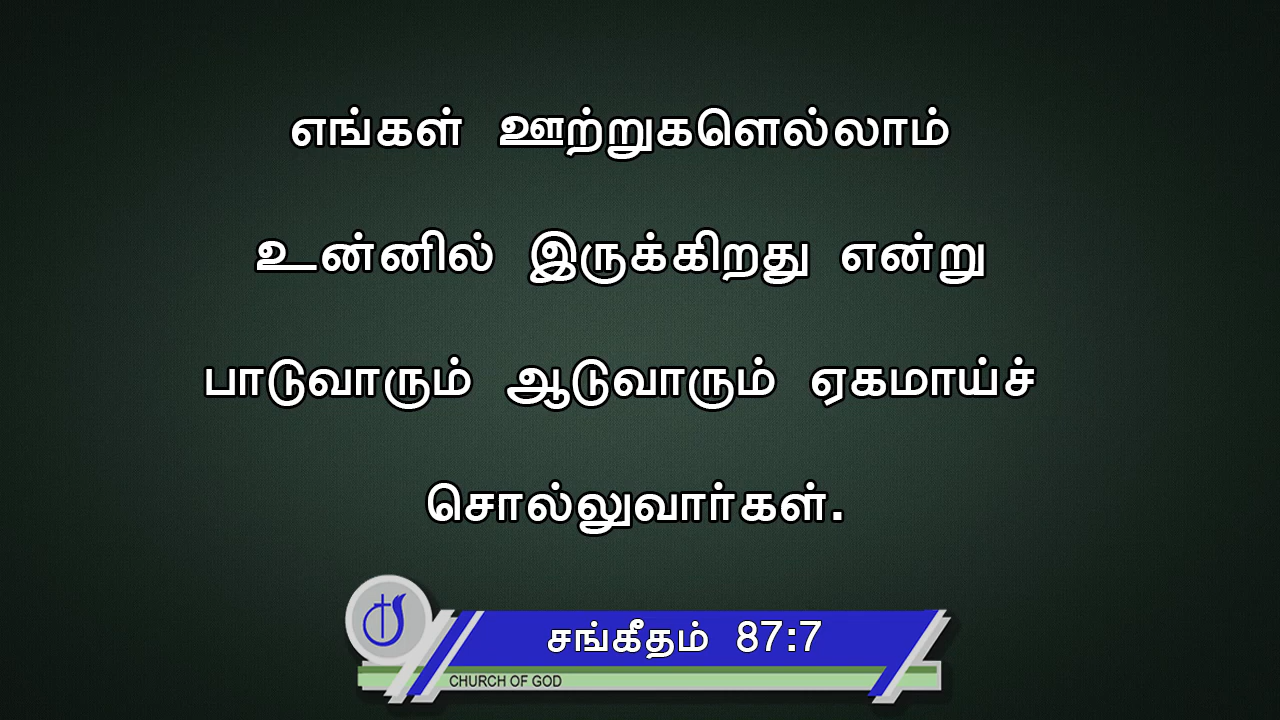 எங்கள் ஊற்றுகளெல்லாம்
உன்னில் இருக்கிறது என்று
பாடுவாரும் ஆடுவாரும் ஏகமாய்ச்
சொல்லுவார்கள்.
சங்கீதம் 87:7
CHURCH OF GOD